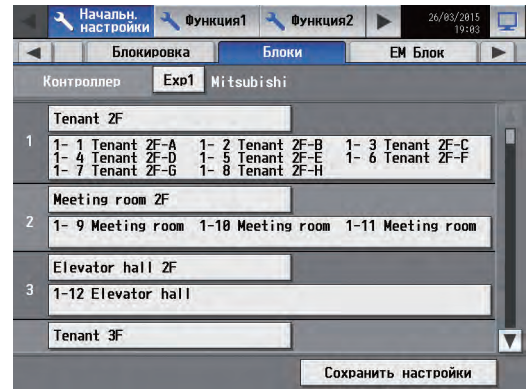 Начальн. настройки
Функция1
Функция2
26/03/2015
19:03
Блокировка
Блоки
ЕМ Блок
Контроллер
Exp1
Mitsubishi
1
Tenant 2F
1- 1 Tenant 2F-A 1- 2 Tenant 2F-B 1- 3 Tenant 2F-C
1- 4 Tenant 2F-D 1- 5 Tenant 2F-E 1- 6 Tenant 2F-F
1- 7 Tenant 2F-G 1- 8 Tenant 2F-H
2
Meeting room 2F
1- 9 Meeting room 1-10 Meeting room 1-11 Meeting room
3
Elevator hall 2F
1-12 Elevator hall
Tenant 3F
Сохранить настройки